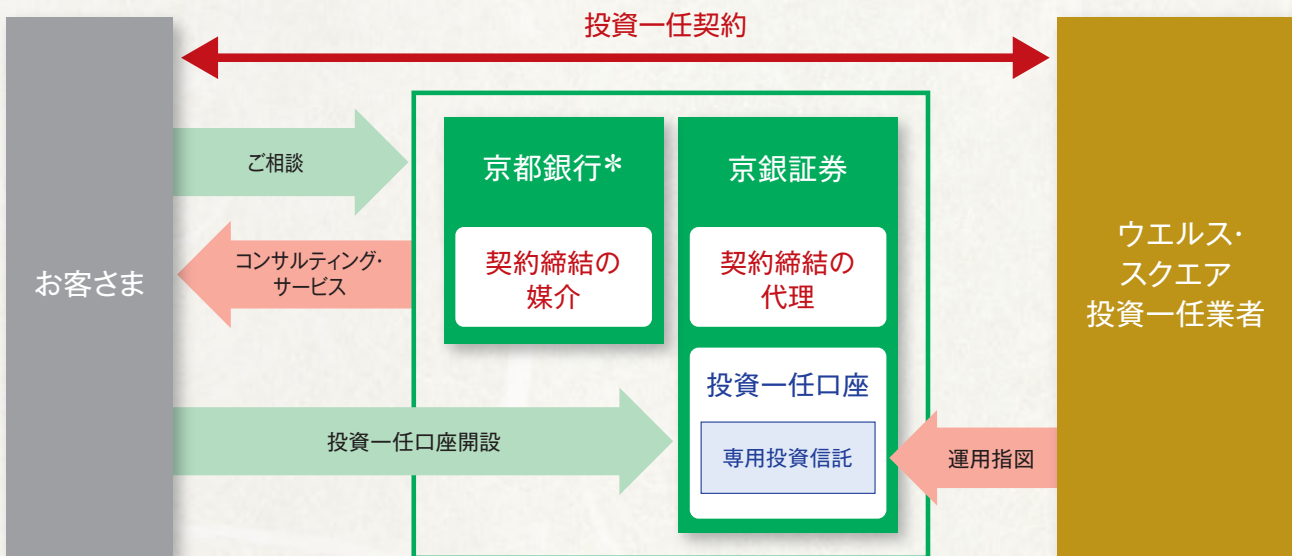 投資一任契約
お客さま
ご相談
コンサルティング・
サービス
投資一任口座開設
京都銀行*
契約締結の
媒介
京銀証券
契約締結の
代理
投資一任口座
専用投資信託
運用指図
ウエルス・
スクエア
投資一任業者